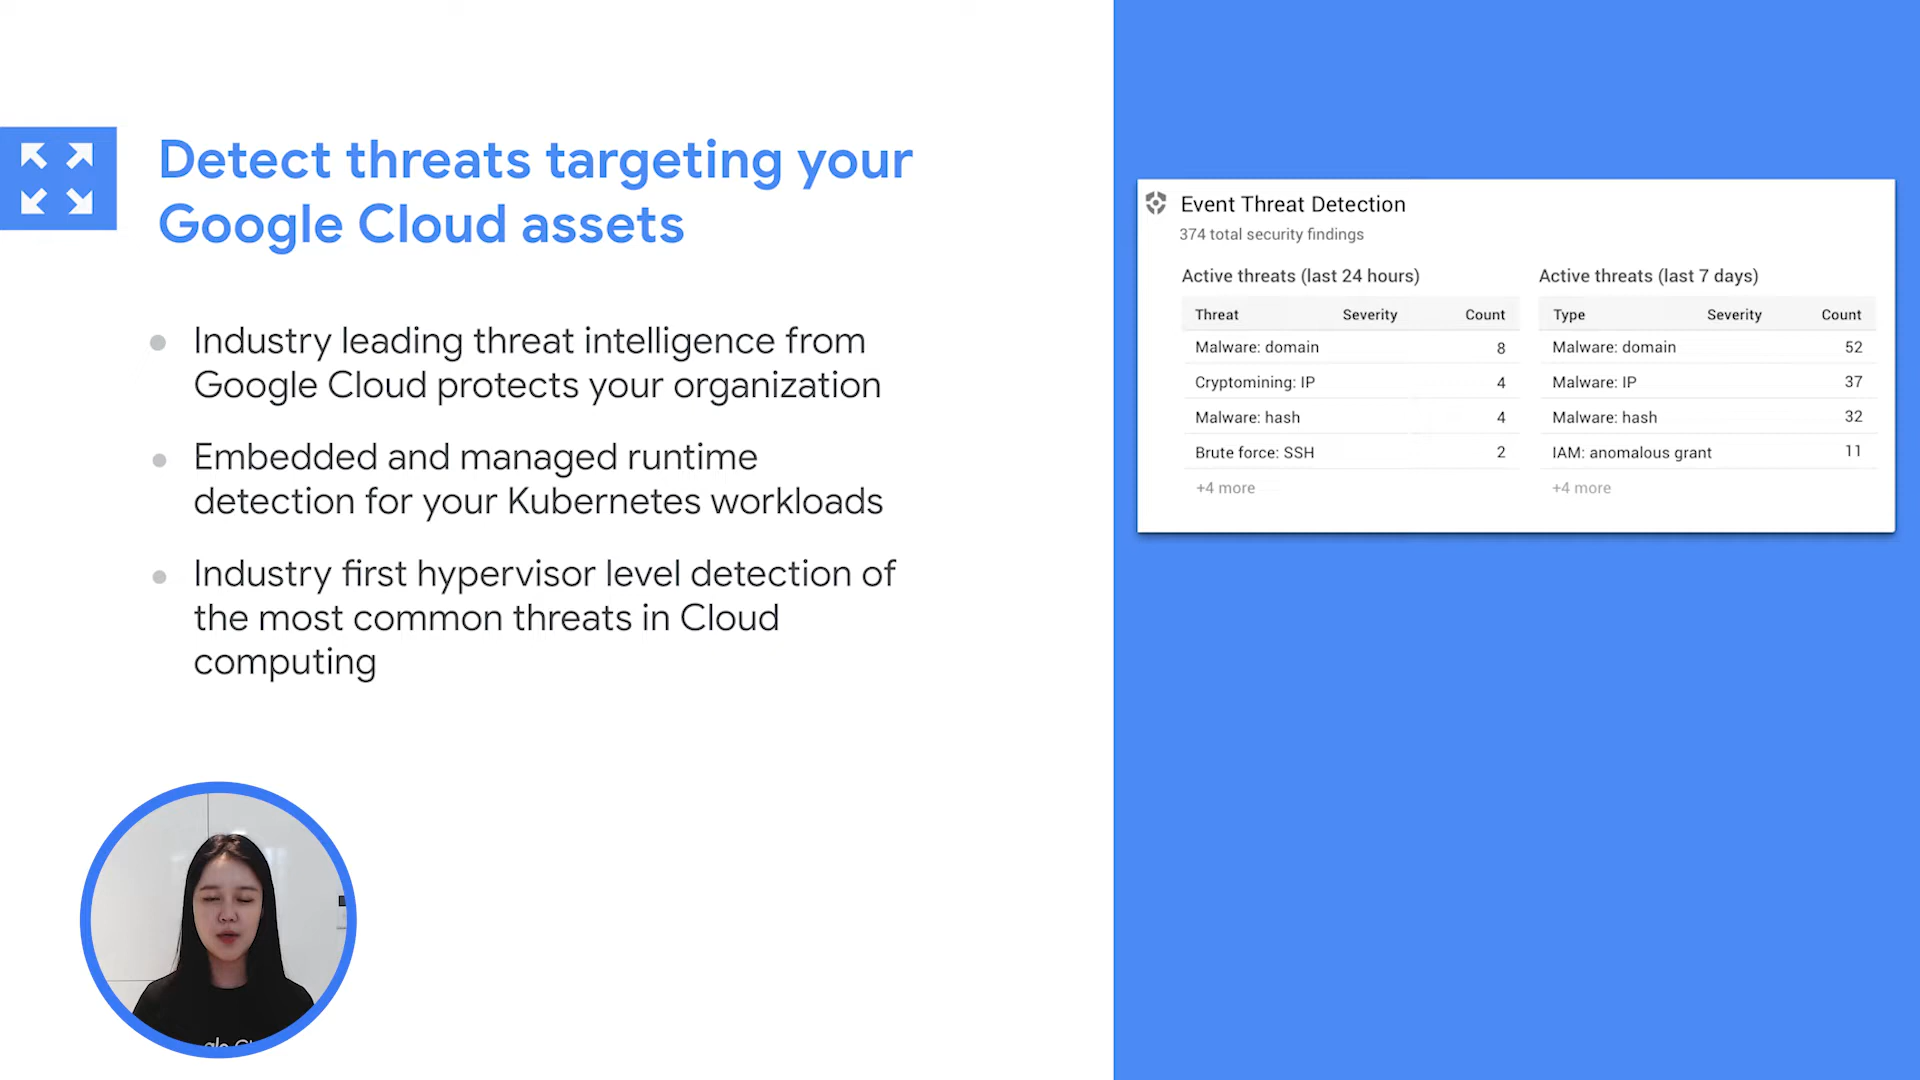 Detect threats targeting your
Google Cloud assets
Industry leading threat intelligence from
Google Cloud protects your organization
Embedded and managed runtime
detection for your Kubernetes workloads
Industry first hypervisor level detection of
the most common threats in Cloud
computing
Event Threat Detection
374 total security findings
Active threats (last 24 hours)
Threat Severity Count
Malware: domain 8
Cryptomining: IP 4
Malware: hash 4
Brute force: SSH 2
+4 more
Active threats (last 7 days)
Type Severity Count
Malware: domain 52
Malware: IP 37
Malware: hash 32
IAM: anomalous grant 11
+4 more